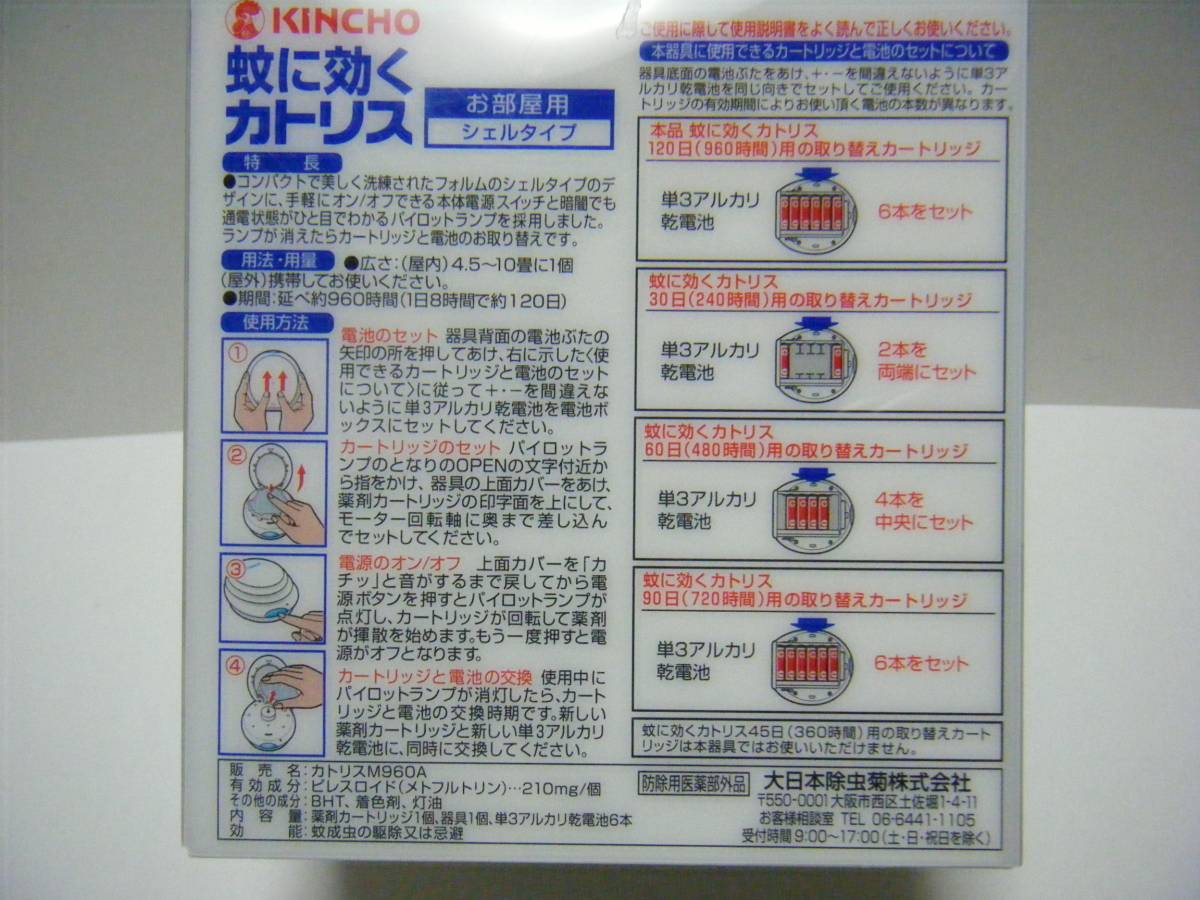 KINCHO
蚊に効く
カトリス
お部屋用
シェルタイプ
特長
●コンパクトで美しく洗練されたフォルムのシェルタイプのデ
ザインに、手軽にオン/オフできる本体電源スイッチと暗闇でも
通電状態がひと目でわかるパイロットランプを採用しました。
ランプが消えたらカートリッジと電池のお取り替えです。
用法・用量 ●広さ:(屋内)4.5〜10畳に1個
(屋外)携帯してお使いください。
●期間:延べ約960時間(1日8時間で約120日)
使用方法
①
電池のセット 器具背面の電池ぶたの
矢印の所を押してあけ、右に示した〈使
用できるカートリッジと電池のセット
について〉に従って+・−を間違えな
いように単3アルカリ乾電池を電池ボ
ックスにセットしてください。
②
カートリッジのセット パイロットラ
ンプのとなりのOPENの文字付近か
ら指をかけ、器具の上面カバーをあけ、
薬剤カートリッジの印字面を上にして、
モーター回転軸に奥まで差し込ん
でセットしてください。
③
電源のオン/オフ 上面カバーを「カ
チッ」と音がするまで戻してから電
源ボタンを押すとパイロットランプが
点灯し、カートリッジが回転して薬剤
が揮散を始めます。もう一度押すと電
源がオフとなります。
④
カートリッジと電池の交換 使用中に
パイロットランプが消灯したら、カート
リッジと電池の交換時期です。新しい
薬剤カートリッジと新しい単3アルカリ
乾電池に、同時に交換してください。
ご使用に際して使用説明書をよく読んで正しくお使いください。
本器具に使用できるカートリッジと電池のセットについて
器具底面の電池ぶたをあけ、+・−を間違えないように単3ア
ルカリ乾電池を同じ向きでセットしてご使用ください。カー
トリッジの有効期間によりお使い頂く電池の本数が異なります。
本品 蚊に効くカトリス
120日(960時間)用の取り替えカートリッジ
単3アルカリ
乾電池
6本をセット
蚊に効くカトリス
30日(240時間)用の取り替えカートリッジ
単3アルカリ
乾電池
2本を
両端にセット
蚊に効くカトリス
60日(480時間)用の取り替えカートリッジ
単3アルカリ
乾電池
4本を
中央にセット
蚊に効くカトリス
90日(720時間)用の取り替えカートリッジ
単3アルカリ
乾電池
6本をセット
蚊に効くカトリス45日(360時間)用の取り替えカート
リッジは本器具ではお使いいただけません。
販売名:カトリスM960A
有効成分:ピレスロイド(メトフルトリン)…210mg/個
その他の成分:BHT、着色剤、灯油
内容量:薬剤カートリッジ1個、器具1個、単3アルカリ乾電池6本
効能:蚊成虫の駆除又は忌避
防除用医薬部外品 大日本除虫菊株式会社
〒550-0001 大阪市西区土佐堀1-4-11
お客様相談室 TEL 06-6441-1105
受付時間 9:00〜17:00(土・日・祝日を除く)